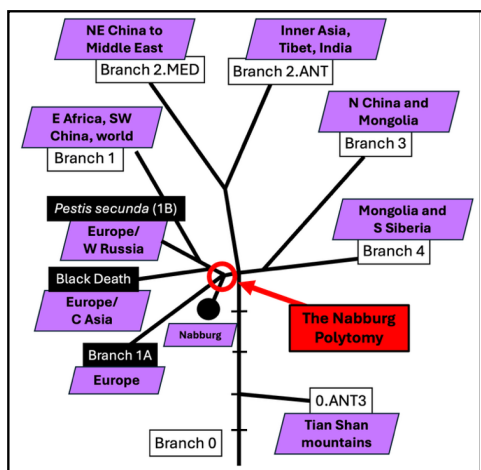 NE China to
Middle East
Branch 2.MED
Inner Asia,
Tibet, India
Branch 2.ANT
E Africa, SW
China, world
Branch 1
N China and
Mongolia
Branch 3
Pestis secunda (1B)
Europe/
W Russia
Mongolia and
S Siberia
Branch 4
Black Death
Europe/
C Asia
Nabburg
The Nabburg
Polytomy
Branch 1A
Europe
0.ANT3
Tian Shan
mountains
Branch 0